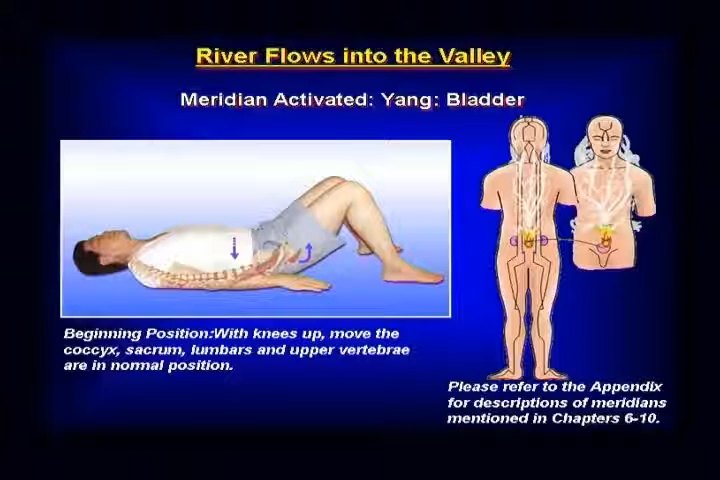 River Flows into the Valley
Meridian Activated: Yang: Bladder
Beginning Position:With knees up, move the
coccyx, sacrum, lumbars and upper vertebrae
are in normal position.
Please refer to the Appendix
for descriptions of meridians
mentioned in Chapters 6-10.